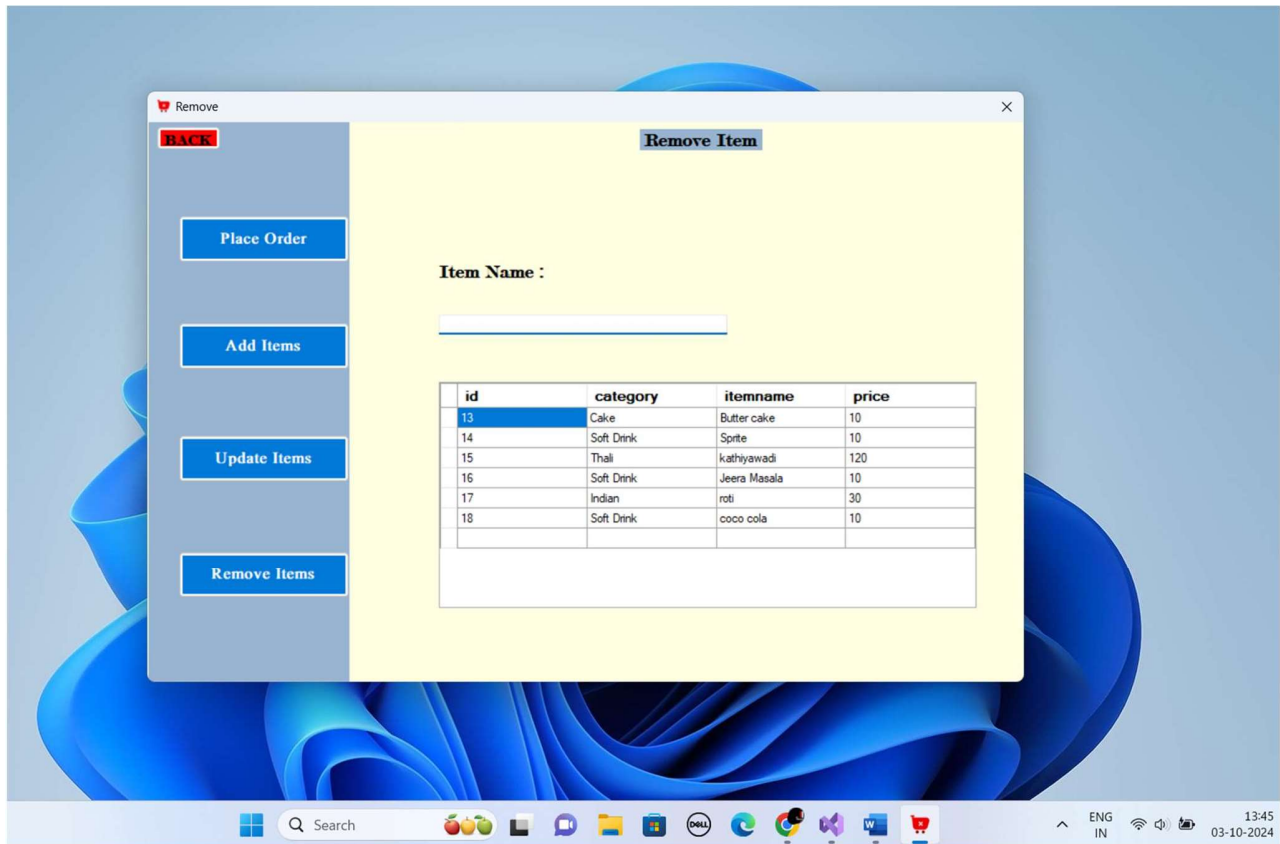 Remove
BACK
Remove Item
Place Order
Item Name :
Add Items
id category itemname price
13 Cake Butter cake 10
14 Soft Drink Sprite 10
15 Thali kathiyawadi 120
16 Soft Drink Jeera Masala 10
17 Indian roti 30
18 Soft Drink coco cola 10
Update Items
Remove Items
Search
DELL
W
ENG
IN
13:45
03-10-2024